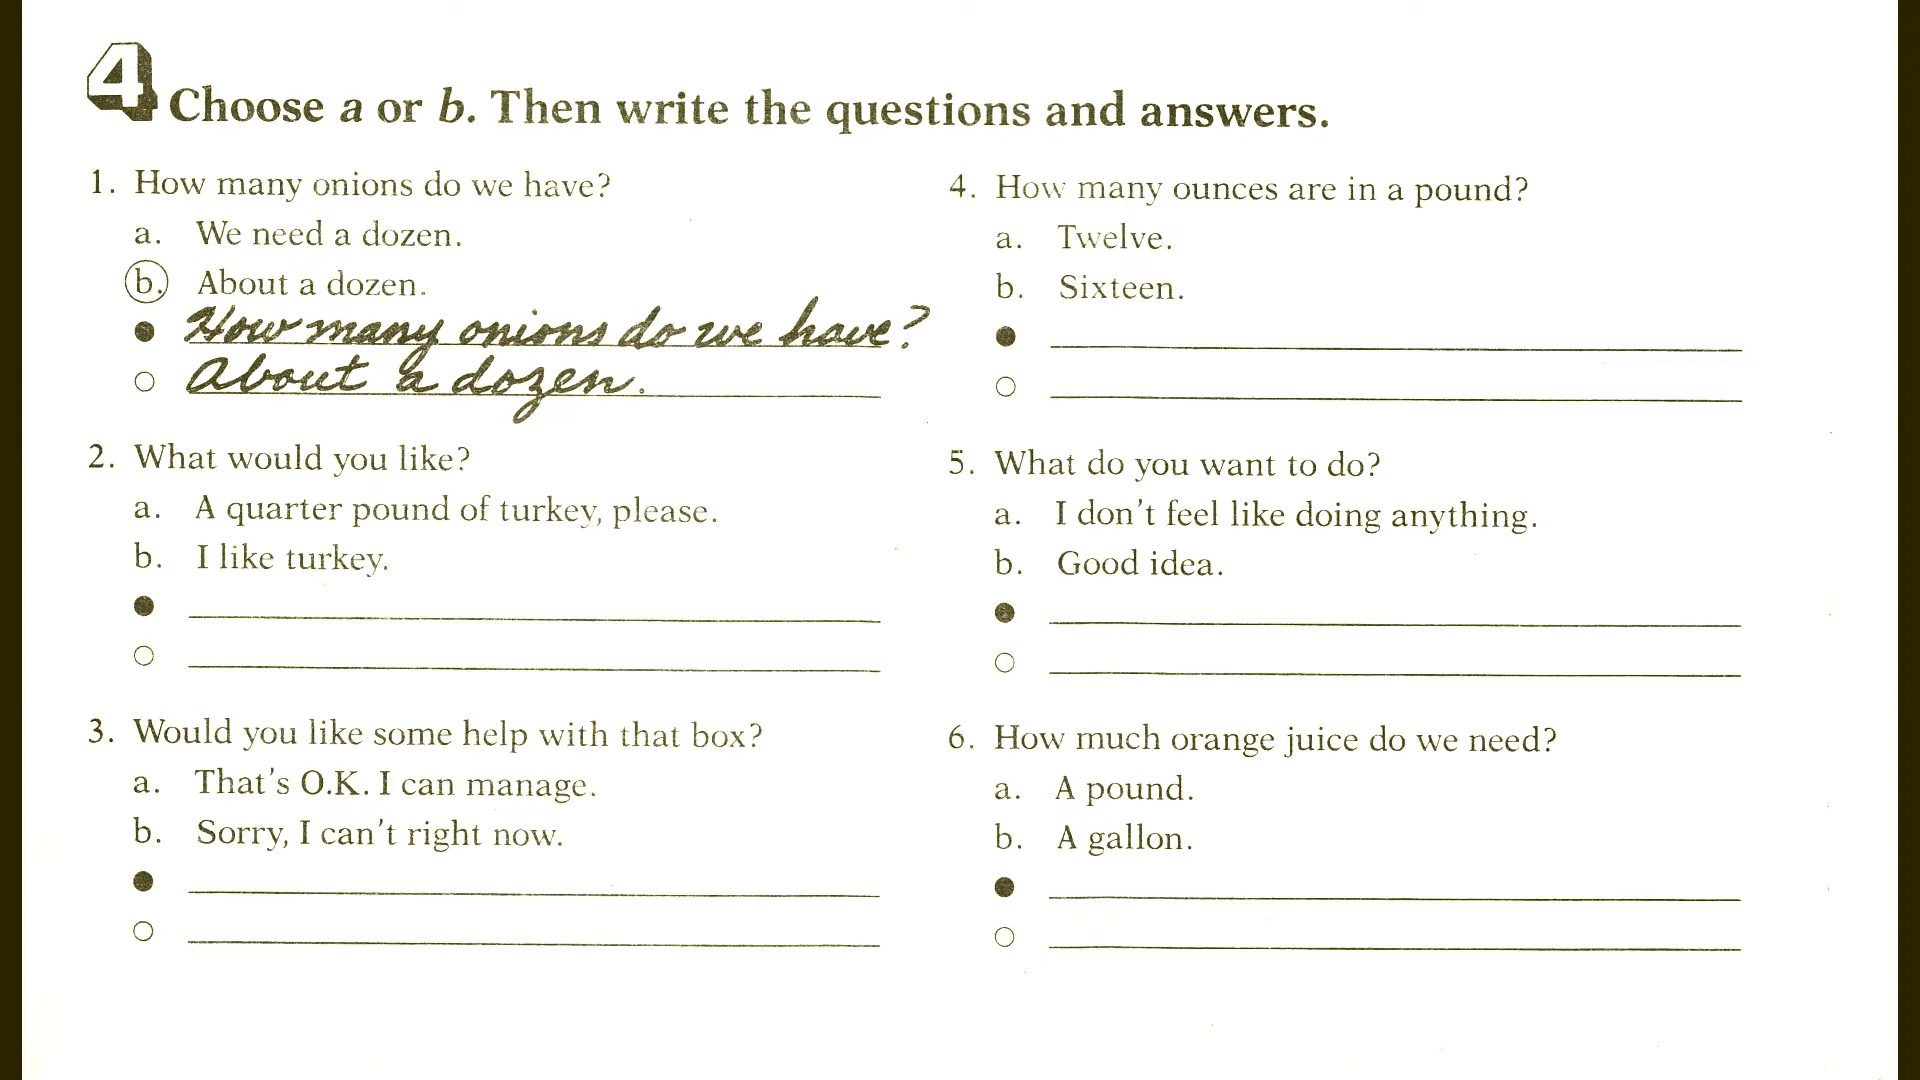 4 Choose a or b. Then write the questions and answers.
1. How many onions do we have?
a. We need a dozen.
b. About a dozen.
How many onions do we have?
About a dozen.
2. What would you like?
a. A quarter pound of turkey, please.
b. I like turkey.
3. Would you like some help with that box?
a. That's O.K. I can manage.
b. Sorry, I can't right now.
4. How many ounces are in a pound?
a. Twelve.
b. Sixteen.
5. What do you want to do?
a. I don't feel like doing anything.
b. Good idea.
6. How much orange juice do we need?
a. A pound.
b. A gallon.